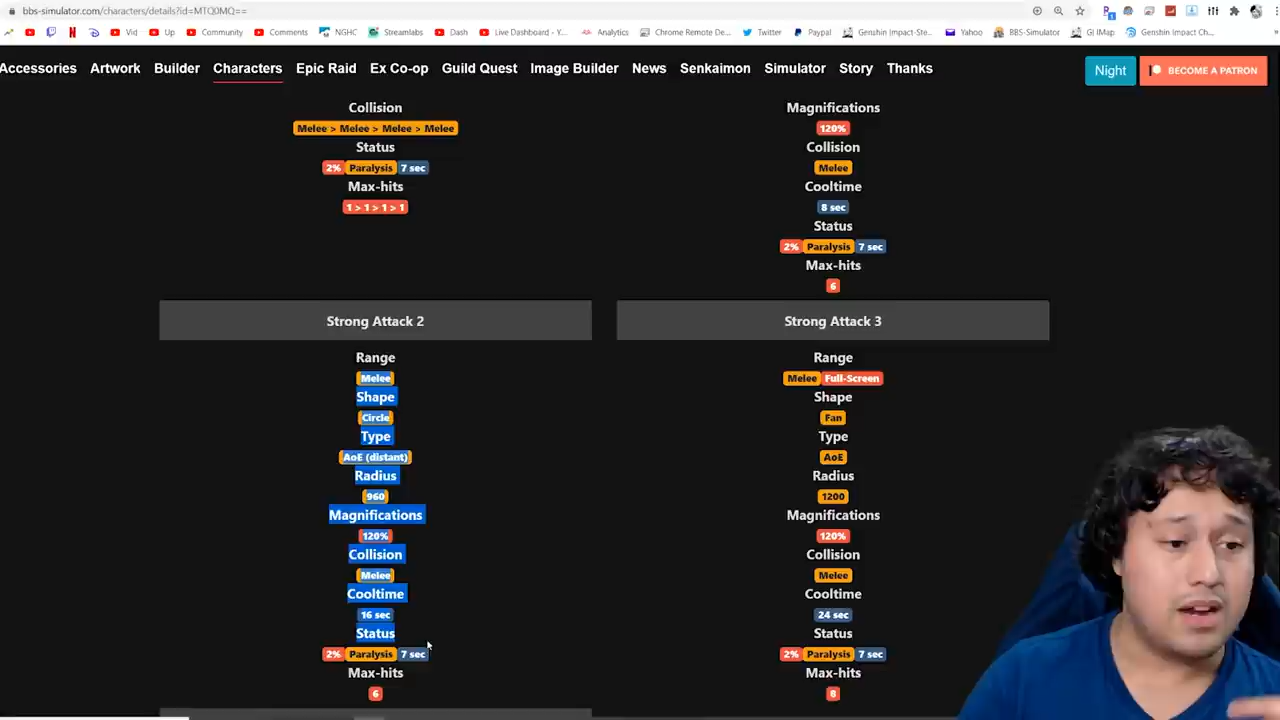 bbs-simulator.com/characters/details?id=MTQ0MQ==
Vid
Up
Community
Comments
NGHC
Streamlabs
Dash
Live Dashboard - Y...
Analytics
Chrome Remote De...
Twitter
Paypal
Genshin Impact-Ste...
Yahoo
BBS-Simulator
GI IMap
Genshin Impact Ch...
Accessories
Artwork
Builder
Characters
Epic Raid
Ex Co-op
Guild Quest
Image Builder
News
Senkaimon
Simulator
Story
Thanks
Night
BECOME A PATRON
Collision
Melee > Melee > Melee > Melee
Status
2% Paralysis 7 sec
Max-hits
1 > 1 > 1 > 1
Magnifications
120%
Collision
Melee
Cooltime
8 sec
Status
2% Paralysis 7 sec
Max-hits
6
Strong Attack 2
Range
Melee
Shape
Circle
Type
AoE (distant)
Radius
960
Magnifications
120%
Collision
Melee
Cooltime
16 sec
Status
2% Paralysis 7 sec
Max-hits
6
Strong Attack 3
Range
Melee Full-Screen
Shape
Fan
Type
AoE
Radius
1200
Magnifications
120%
Collision
Melee
Cooltime
24 sec
Status
2% Paralysis 7 sec
Max-hits
8